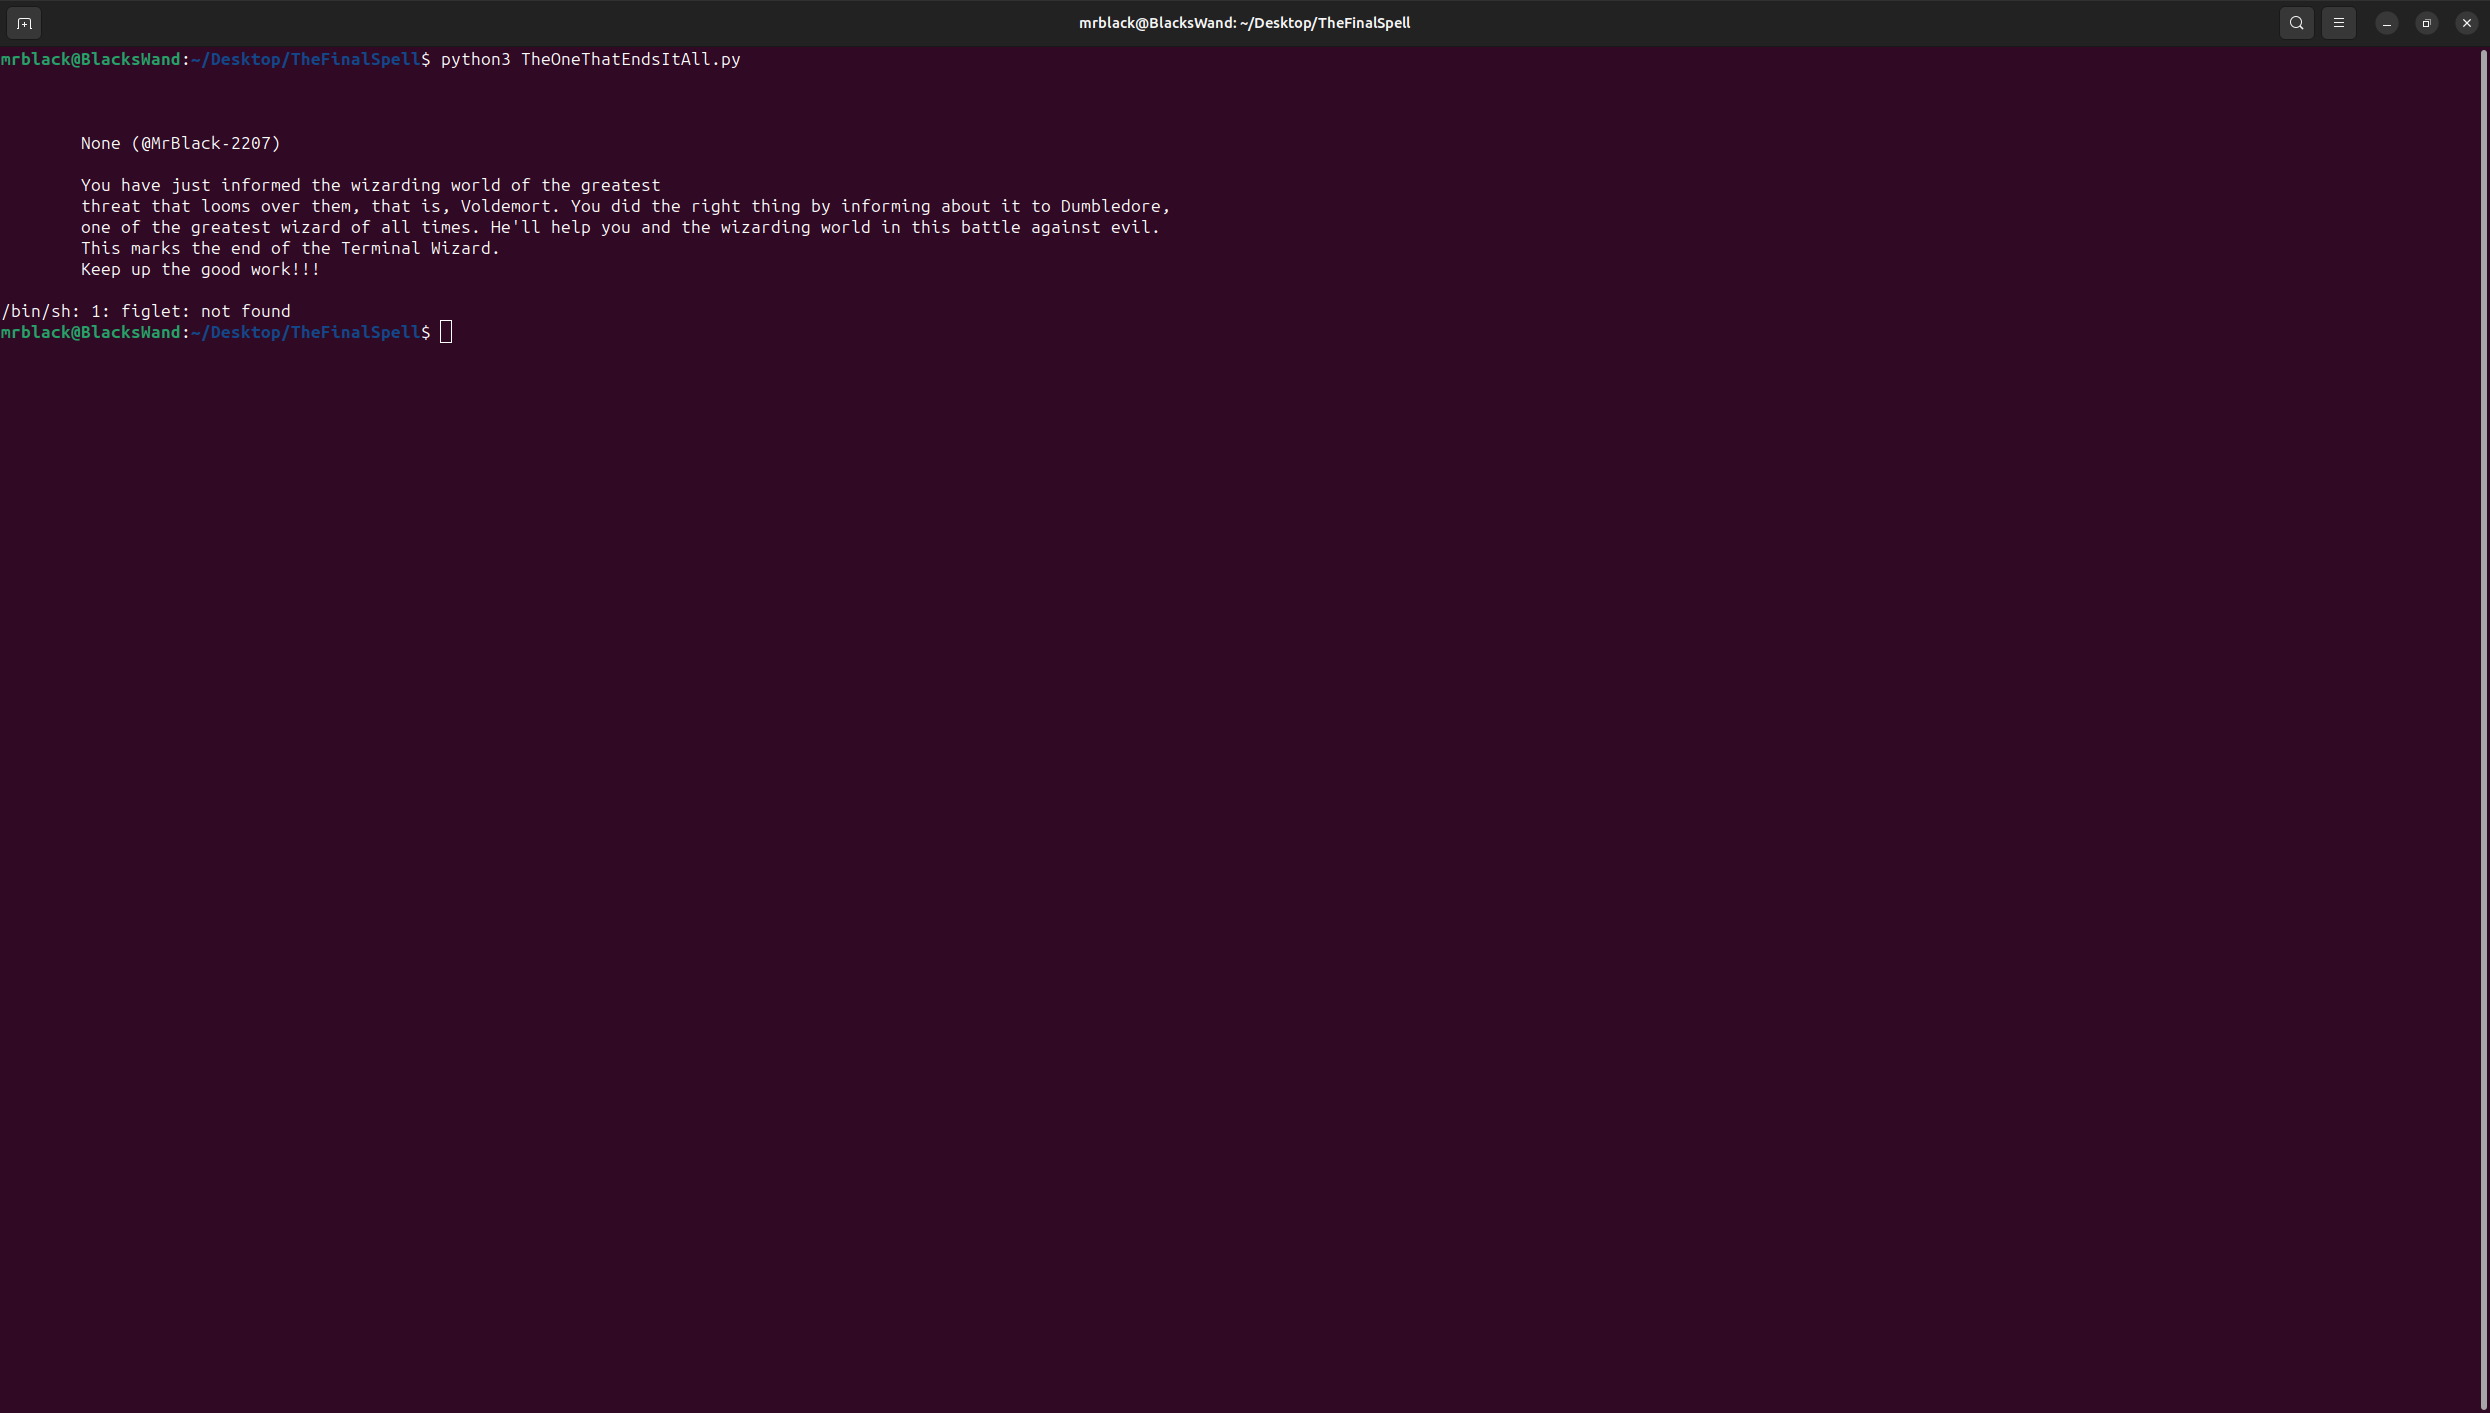 mrblack@BlacksWand: ~/Desktop/TheFinalSpell
mrblack@BlacksWand:~/Desktop/TheFinalSpell$ python3 TheOneThatEndsItAll.py
None (@MrBlack-2207)
You have just informed the wizarding world of the greatest
threat that looms over them, that is, Voldemort. You did the right thing by informing about it to Dumbledore,
one of the greatest wizard of all times. He'll help you and the wizarding world in this battle against evil.
This marks the end of the Terminal Wizard.
Keep up the good work!!!
/bin/sh: 1: figlet: not found
mrblack@BlacksWand:~/Desktop/TheFinalSpell$